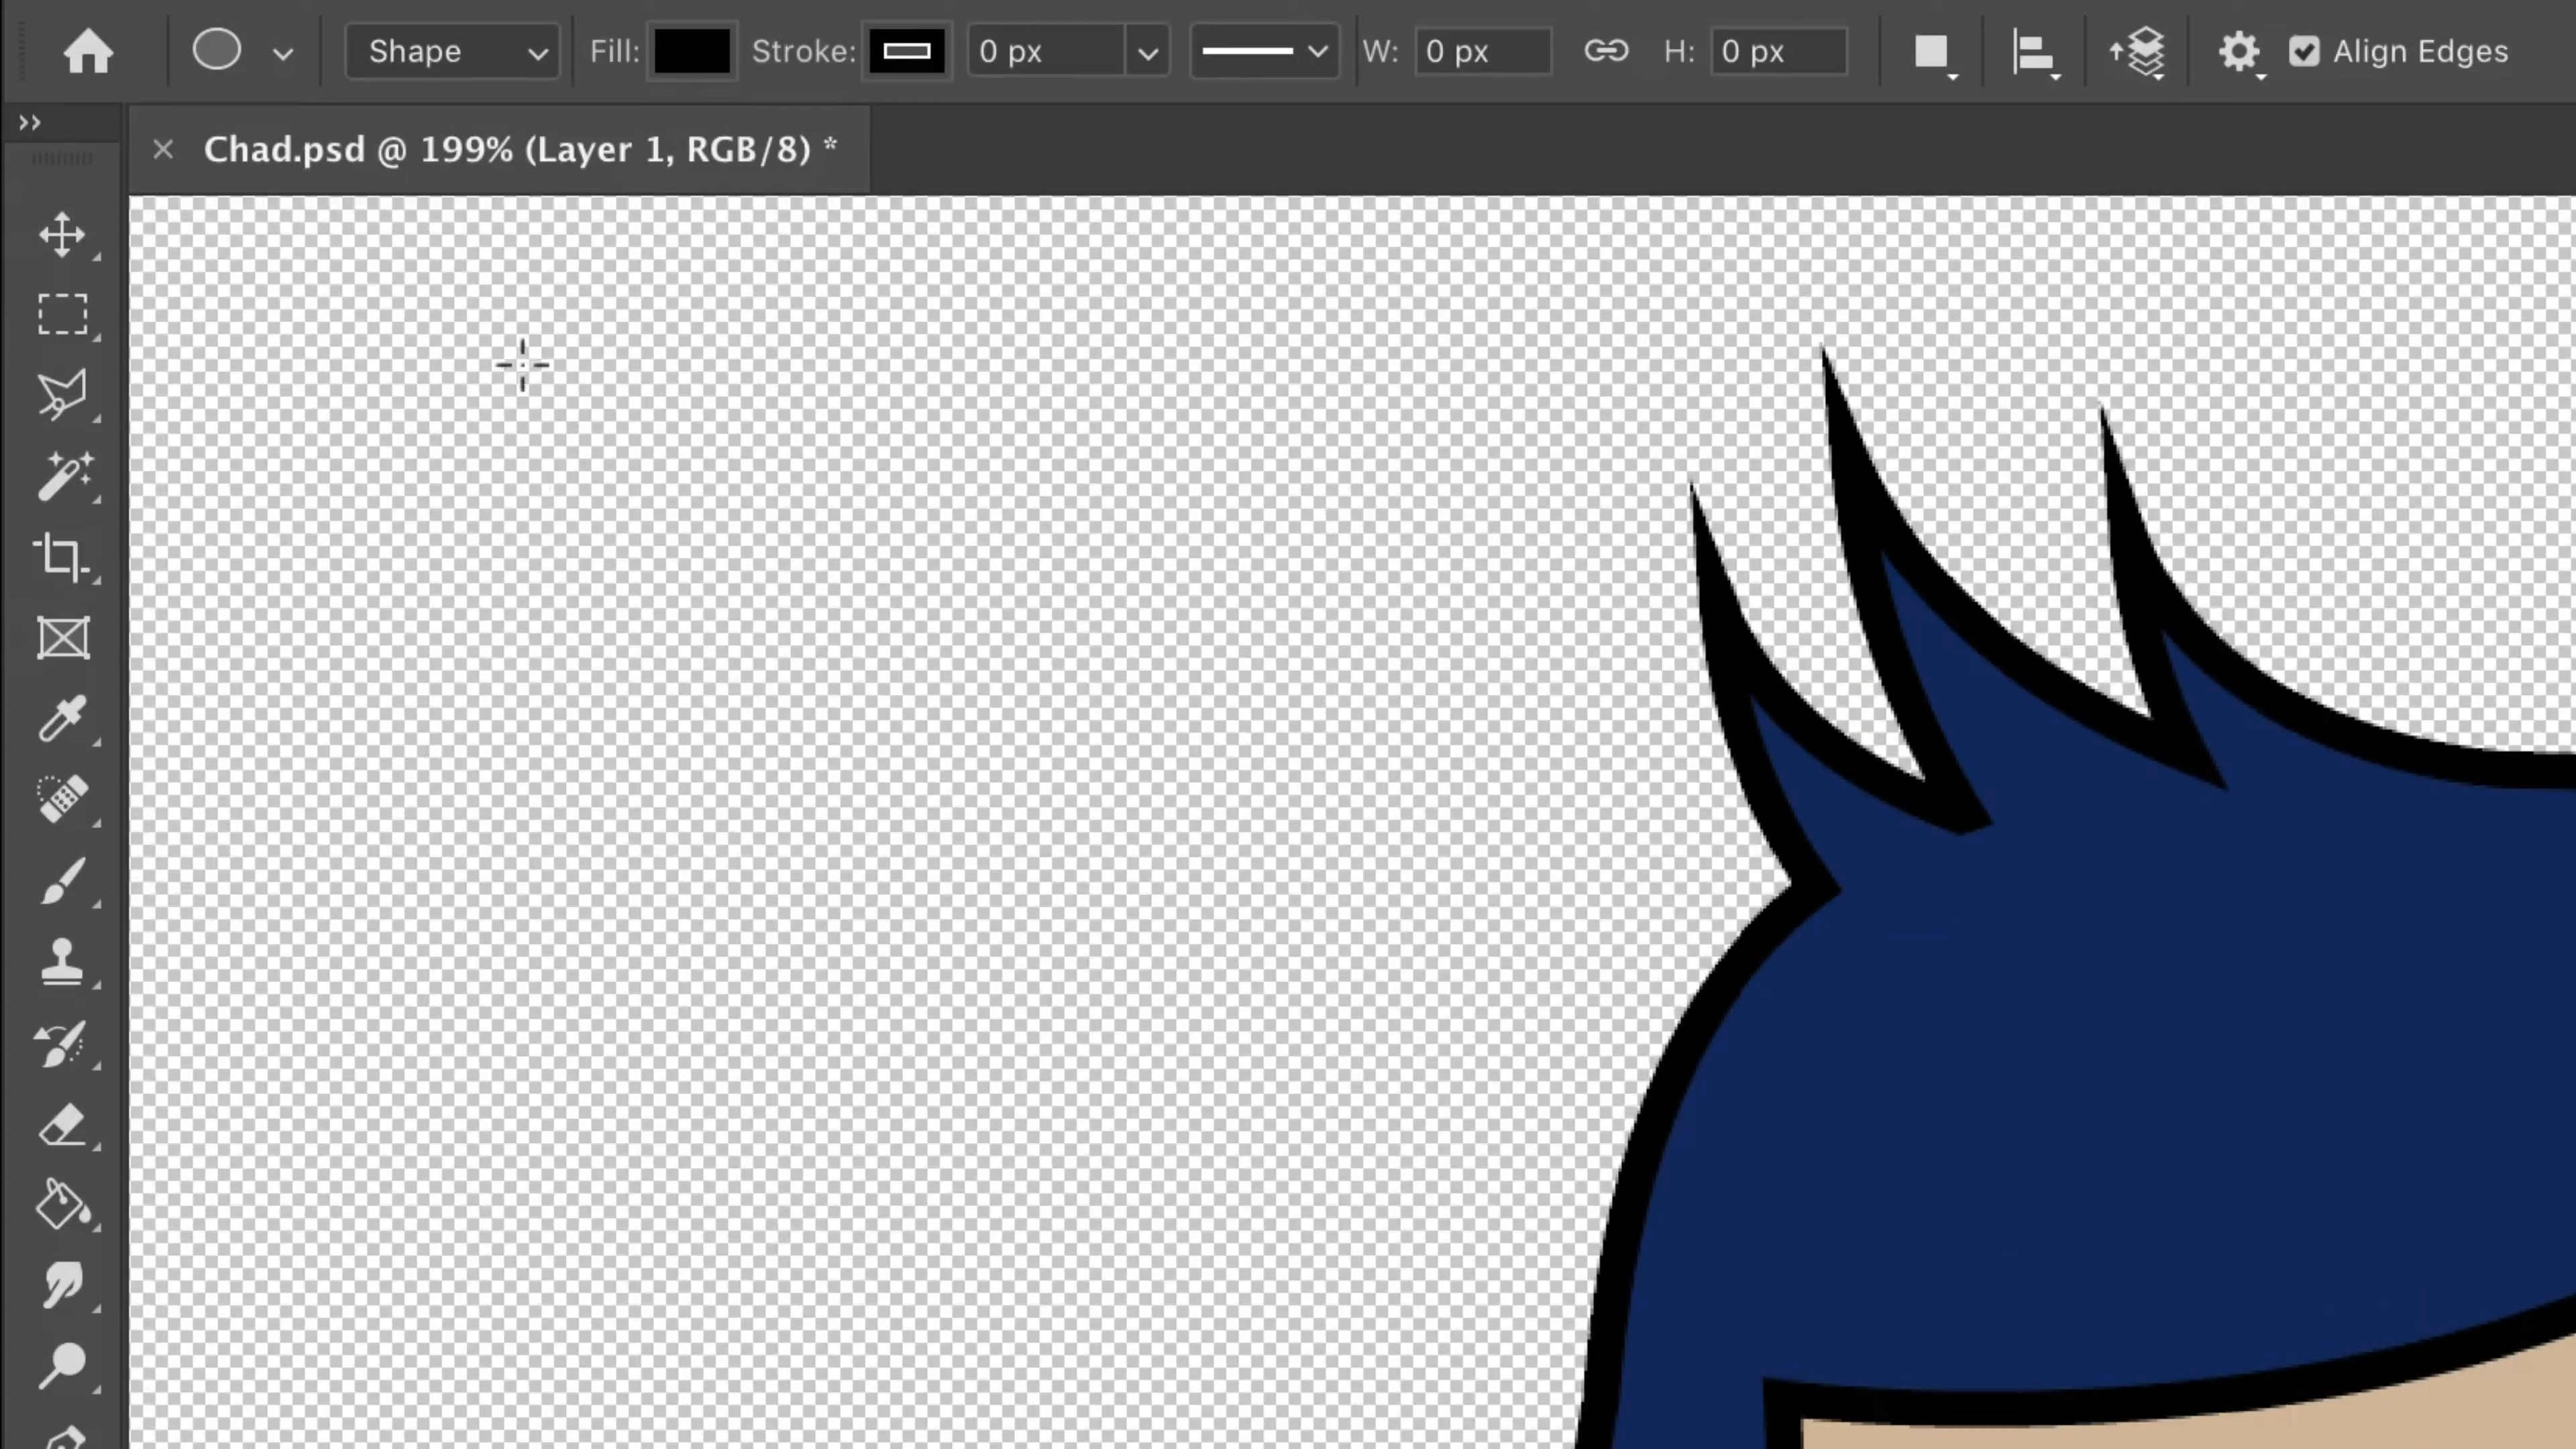 Shape Fill: Stroke: 0 px W: 0 px H: 0 px Align Edges
Chad.psd @ 199% (Layer 1, RGB/8) *